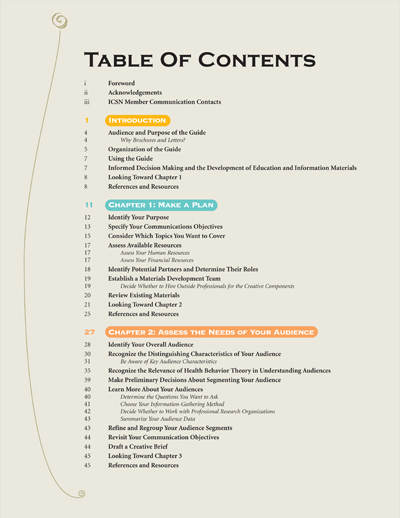 TABLE OF CONTENTS
i Foreword
ii Acknowledgements
iii ICSN Member Communication Contacts
1 INTRODUCTION
4 Audience and Purpose of the Guide
4 Why Brochures and Letters?
5 Organization of the Guide
7 Using the Guide
7 Informed Decision Making and the Development of Education and Information Materials
8 Looking Toward Chapter 1
8 References and Resources
11 CHAPTER 1: MAKE A PLAN
12 Identify Your Purpose
13 Specify Your Communications Objectives
15 Consider Which Topics You Want to Cover
17 Assess Available Resources
17 Assess Your Human Resources
17 Assess Your Financial Resources
18 Identify Potential Partners and Determine Their Roles
19 Establish a Materials Development Team
19 Decide Whether to Hire Outside Professionals for the Creative Components
20 Review Existing Materials
21 Looking Toward Chapter 2
25 References and Resources
27 CHAPTER 2: ASSESS THE NEEDS OF YOUR AUDIENCE
28 Identify Your Overall Audience
30 Recognize the Distinguishing Characteristics of Your Audience
31 Be Aware of Key Audience Characteristics
35 Recognize the Relevance of Health Behavior Theory in Understanding Audiences
39 Make Preliminary Decisions About Segmenting Your Audience
40 Learn More About Your Audiences
40 Determine the Questions You Want to Ask
41 Choose Your Information-Gathering Method
42 Decide Whether to Work with Professional Research Organizations
43 Summarize Your Audience Data
43 Refine and Regroup Your Audience Segments
44 Revisit Your Communication Objectives
44 Draft a Creative Brief
45 Looking Toward Chapter 3
45 References and Resources